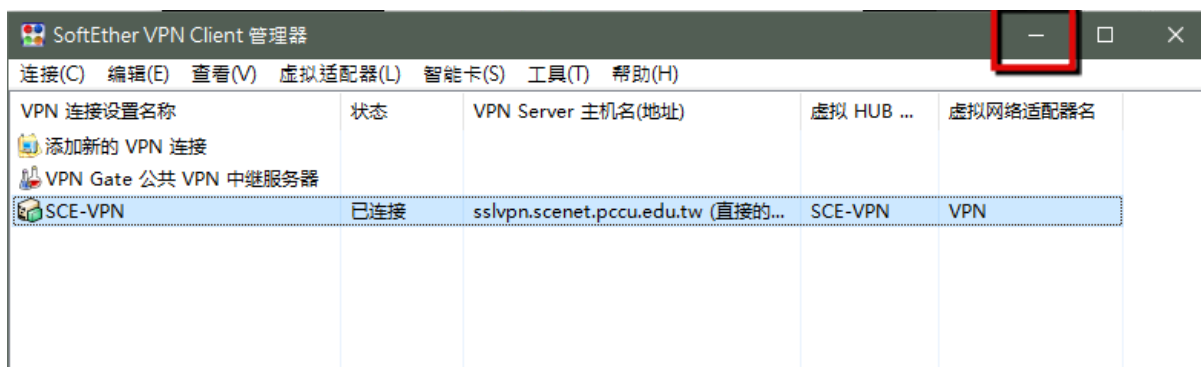 SoftEther VPN Client 管理器
连接(C) 编辑(E) 查看(V) 虚拟适配器(L) 智能卡(S) 工具(T) 帮助(H)
VPN 连接设置名称 状态 VPN Server 主机名(地址) 虚拟 HUB ... 虚拟网络适配器名
添加新的 VPN 连接
VPN Gate 公共 VPN 中继服务器
SCE-VPN 已连接 sslvpn.scenet.pccu.edu.tw (直接的... SCE-VPN VPN